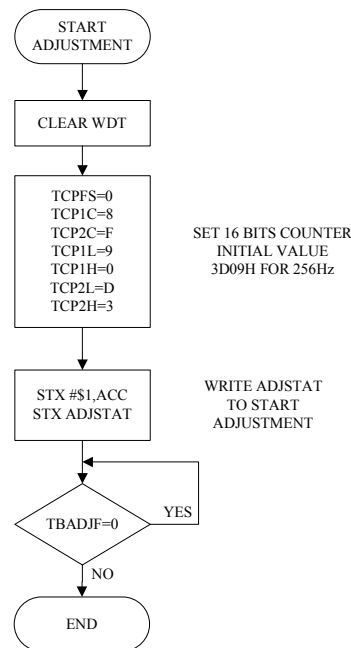 START
ADJUSTMENT
CLEAR WDT
TCPFS=0
TCP1C=8
TCP2C=F
TCP1L=9
TCP1H=0
TCP2L=D
TCP2H=3
SET 16 BITS COUNTER
INITIAL VALUE
3D09H FOR 256Hz
STX #$1,ACC
STX ADJSTAT
WRITE ADJSTAT
TO START
ADJUSTMENT
TBADJF=0
YES
NO
END